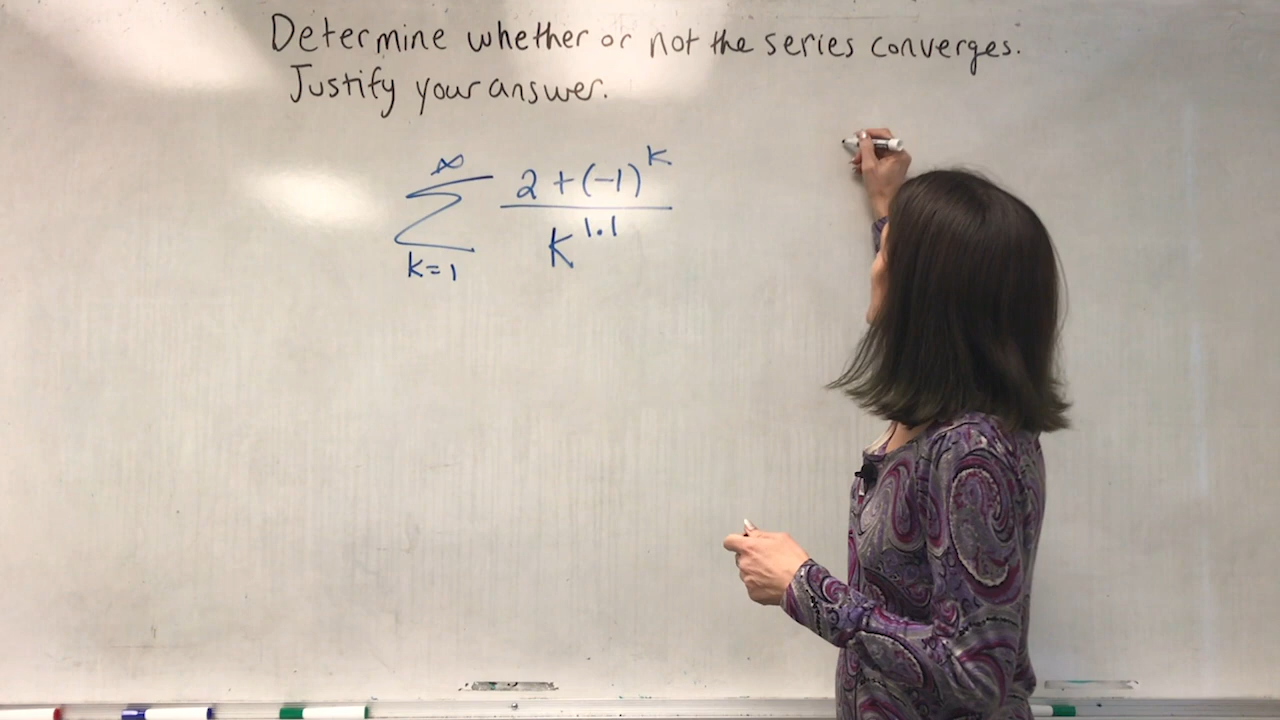 Determine whether or not the series converges.
Justify your answer.
∞
∑ (2 + (-1)^k) / k^1.1
k=1